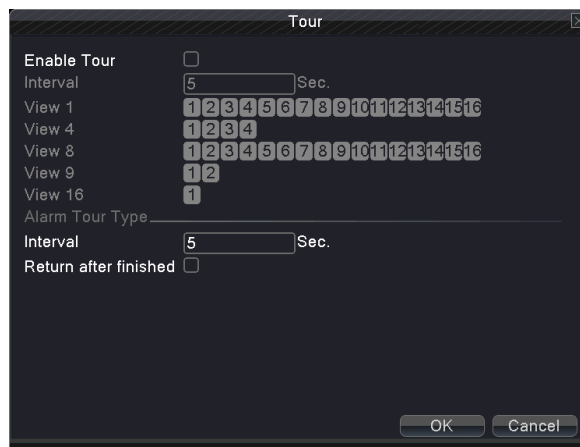 Tour
Enable Tour
Interval 5 Sec.
View 1 1 2 3 4 5 6 7 8 9 10 11 12 13 14 15 16
View 4 1 2 3 4
View 8 1 2 3 4 5 6 7 8 9 10 11 12 13 14 15 16
View 9 1 2
View 16 1
Alarm Tour Type
Interval 5 Sec.
Return after finished
OK Cancel